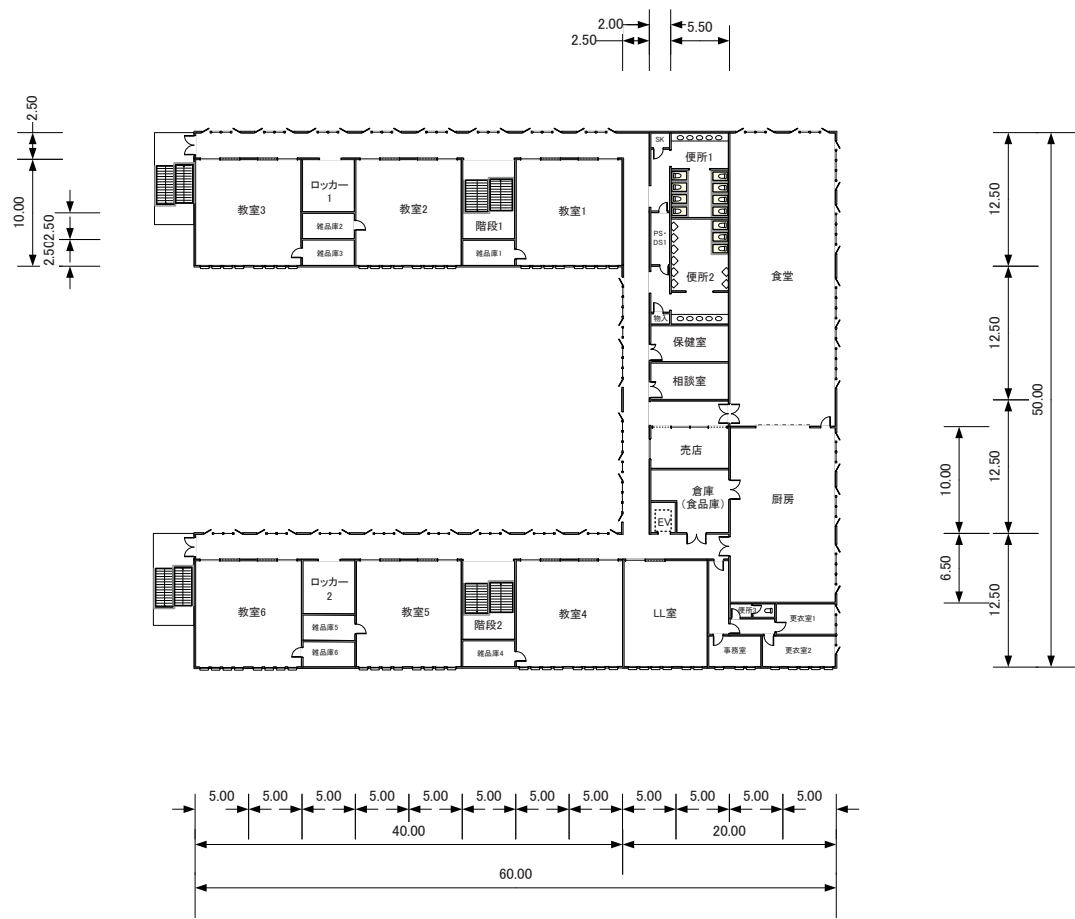 2.00
5.50
2.50
2.50
10.00
2.50
2.50
SK
便所1
ロッカー
1
教室3
教室2
教室1
雑品庫2
階段1
PS・
DS1
雑品庫3
雑品庫1
便所2
食堂
物入
保健室
相談室
売店
倉庫
(食品庫)
厨房
EV
12.50
12.50
12.50
12.50
50.00
10.00
6.50
ロッカー
2
教室6
教室5
教室4
LL室
雑品庫5
階段2
便所3
更衣室1
雑品庫6
雑品庫4
事務室
更衣室2
5.00
5.00
5.00
5.00
5.00
5.00
5.00
5.00
5.00
5.00
5.00
5.00
40.00
20.00
60.00